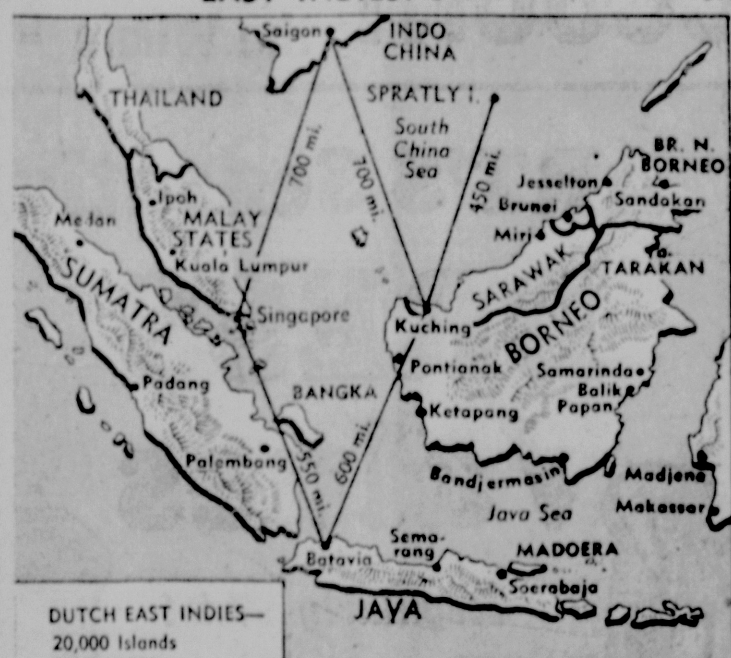 Saigon
INDO
CHINA
THAILAND
SPRATLY I.
South
China
Sea
700 mi.
700 mi.
450 mi.
BR. N.
BORNEO
Jesselton
Sandakan
Brunei
Miri
Ipoh
MALAY
STATES
Medan
Kuala Lumpur
SUMATRA
SARAWAK
TARAKAN
Singapore
Kuching
BORNEO
Pontianak
Samarinda
Balik
Papan
Padang
BANGKA
Ketapang
Palembang
550 mi.
600 mi.
Bandjermasin
Madjene
Makassar
Java Sea
Sema-
rang
MADOERA
Batavia
Soerabaja
JAVA
DUTCH EAST INDIES—
20,000 Islands